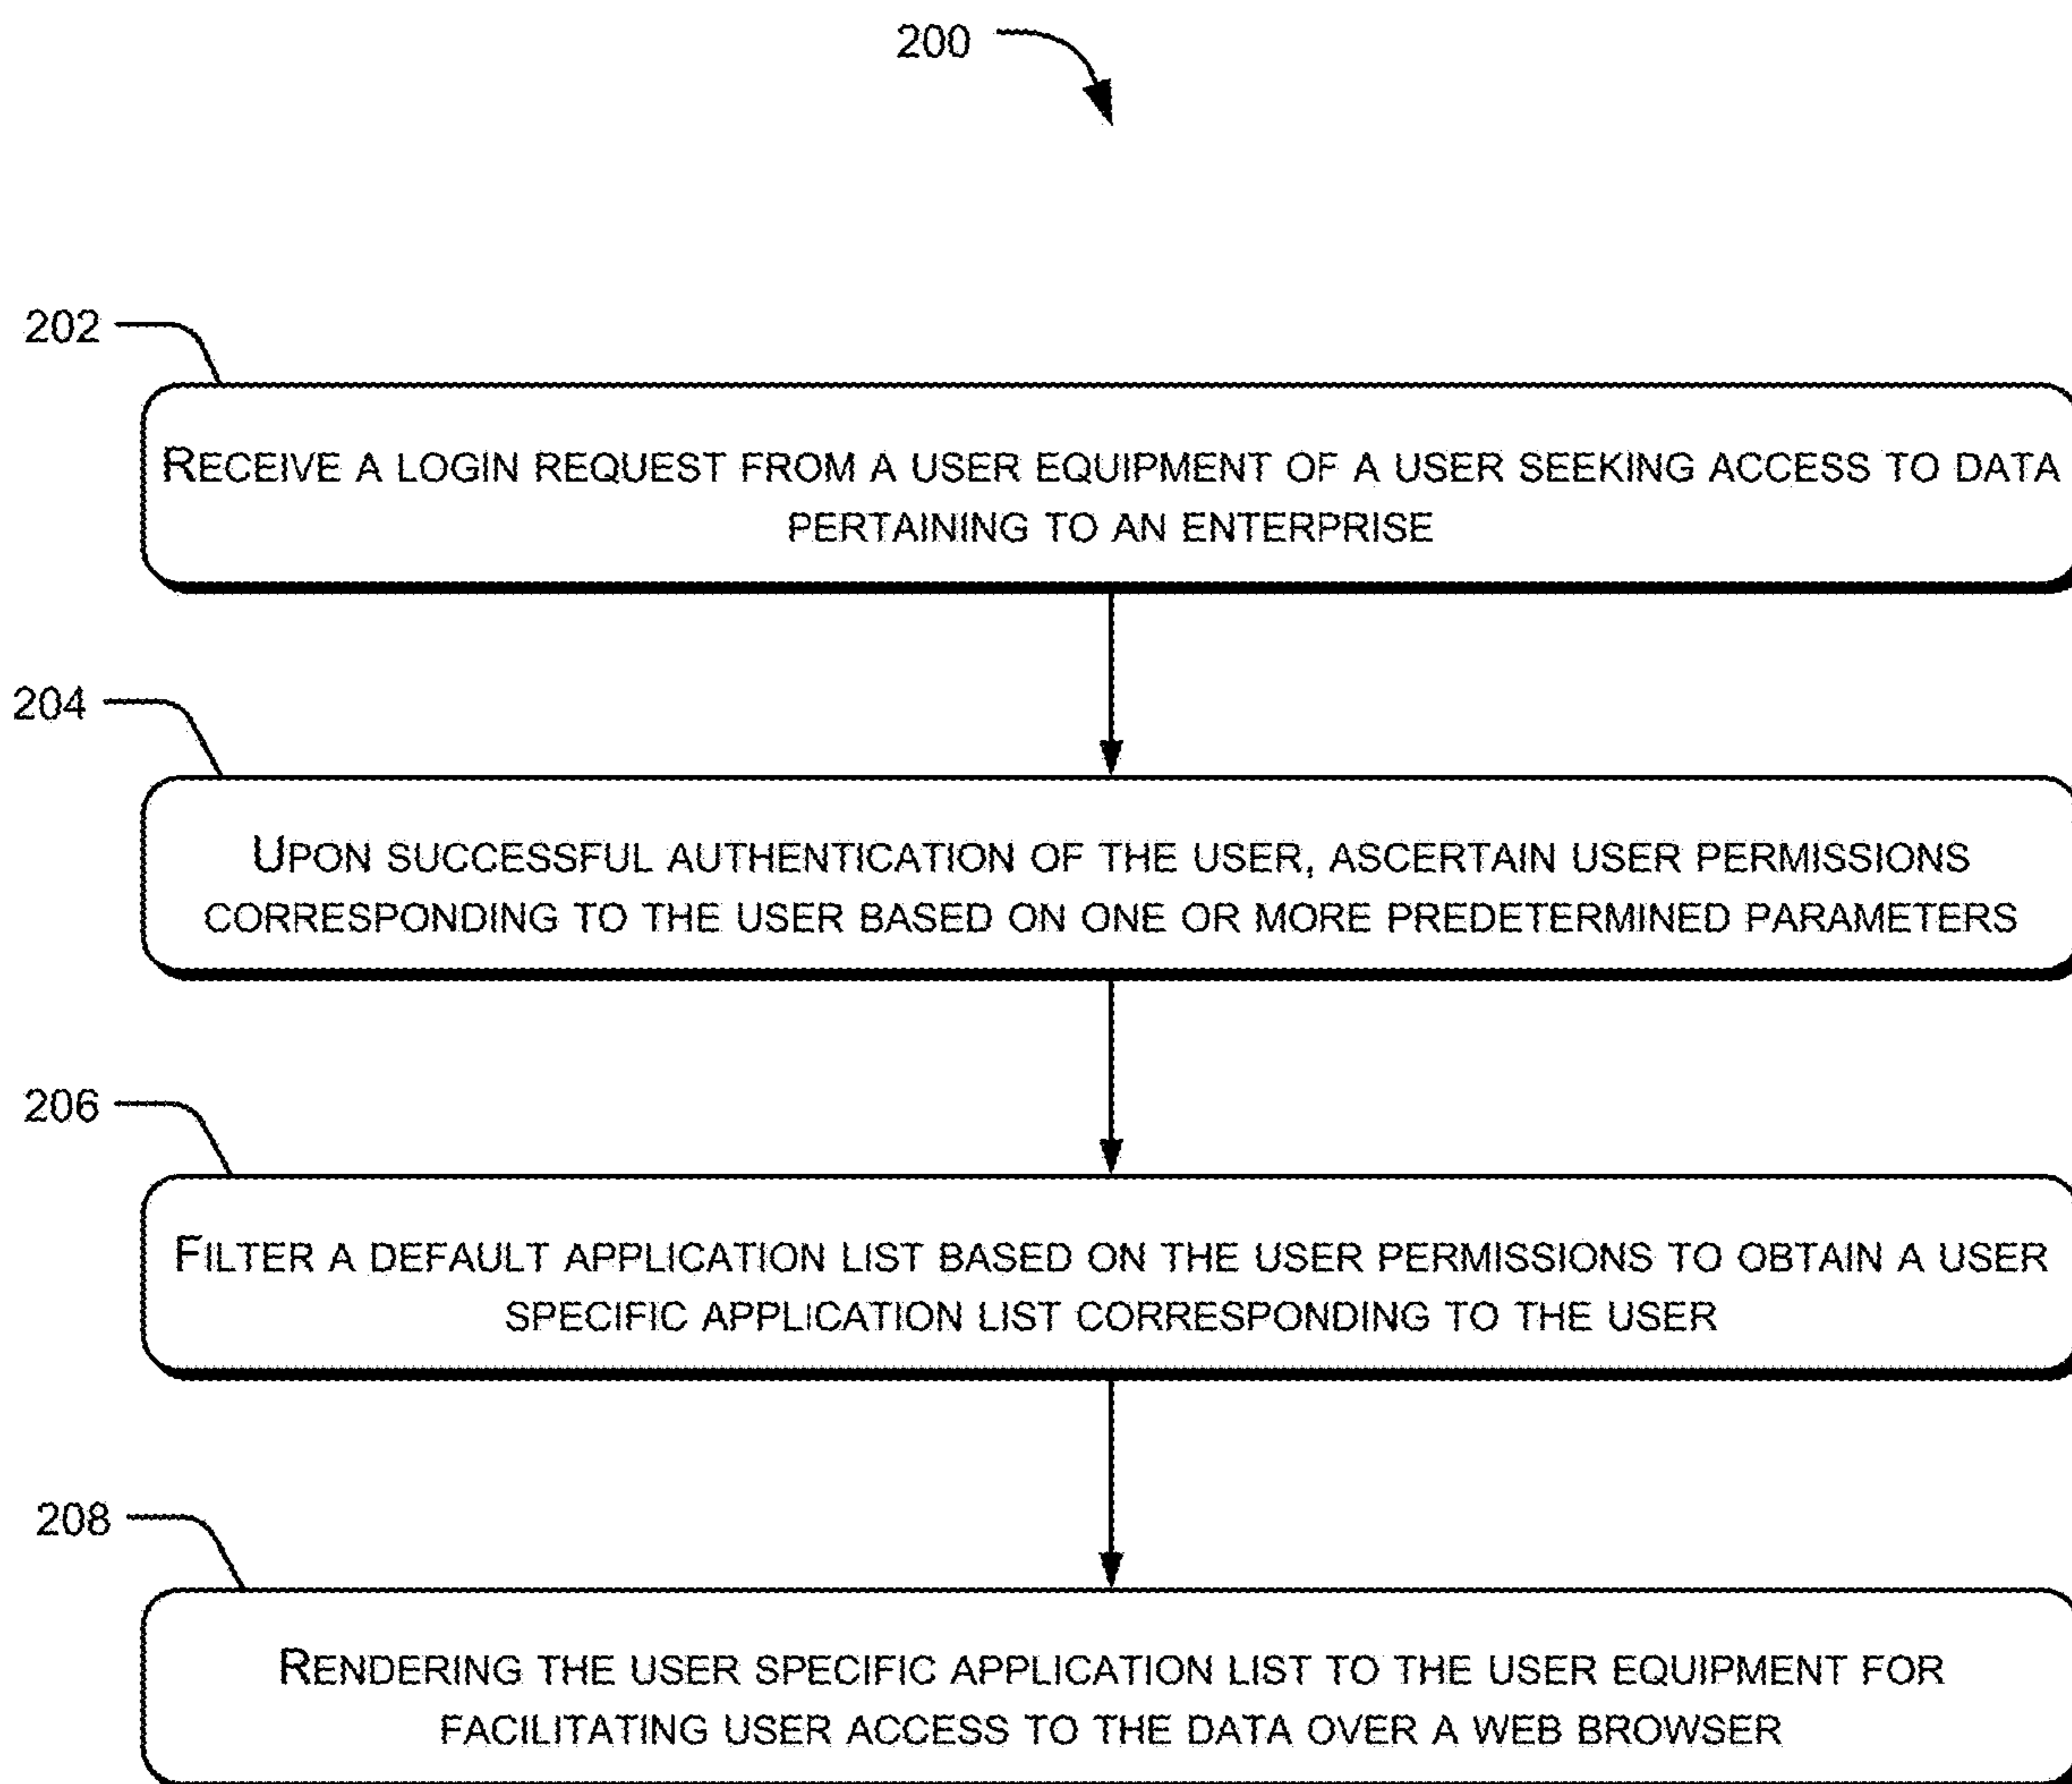 200
202
RECEIVE A LOGIN REQUEST FROM A USER EQUIPMENT OF A USER SEEKING ACCESS TO DATA
PERTAINING TO AN ENTERPRISE
204
UPON SUCCESSFUL AUTHENTICATION OF THE USER, ASCERTAIN USER PERMISSIONS
CORRESPONDING TO THE USER BASED ON ONE OR MORE PREDETERMINED PARAMETERS
206
FILTER A DEFAULT APPLICATION LIST BASED ON THE USER PERMISSIONS TO OBTAIN A USER
SPECIFIC APPLICATION LIST CORRESPONDING TO THE USER
208
RENDERING THE USER SPECIFIC APPLICATION LIST TO THE USER EQUIPMENT FOR
FACILITATING USER ACCESS TO THE DATA OVER A WEB BROWSER